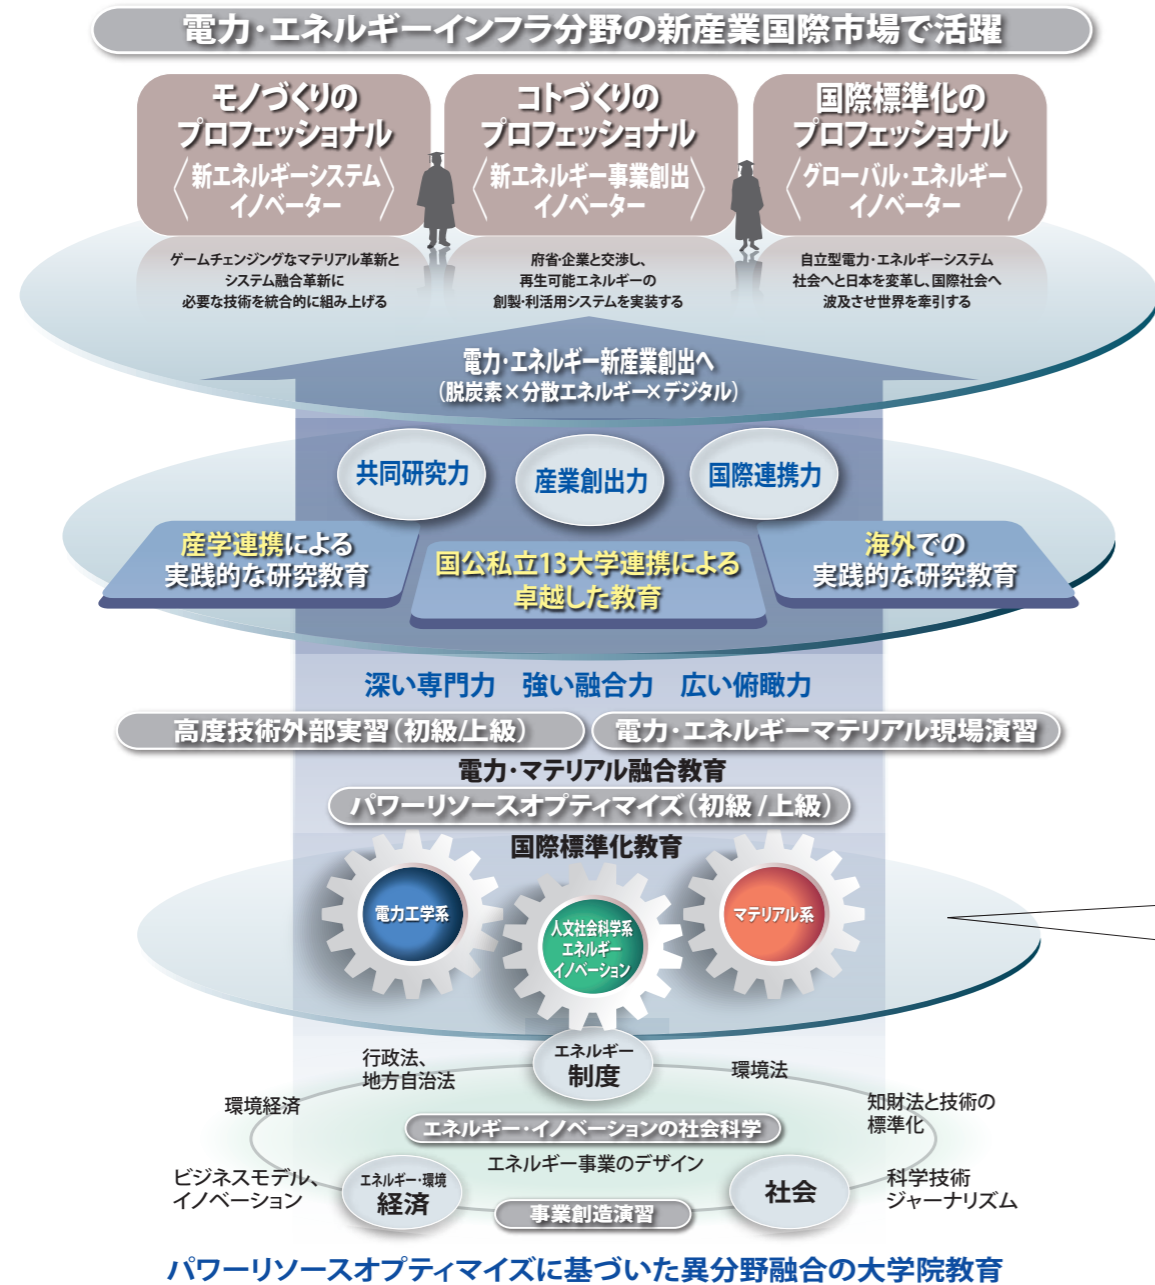 電力・エネルギーインフラ分野の新産業国際市場で活躍
モノづくりの
プロフェッショナル
〈新エネルギーシステム
イノベーター〉
コトづくりの
プロフェッショナル
〈新エネルギー事業創出
イノベーター〉
国際標準化の
プロフェッショナル
〈グローバル・エネルギー
イノベーター〉
ゲームチェンジングなマテリアル革新と
システム融合革新に
必要な技術を統合的に組み上げる
府省・企業と交渉し、
再生可能エネルギーの
創製・利活用システムを実装する
自立型電力・エネルギーシステム
社会へと日本を変革し、国際社会へ
波及させ世界を牽引する
電力・エネルギー新産業創出へ
（脱炭素×分散エネルギー×デジタル）
共同研究力
産業創出力
国際連携力
産学連携による
実践的な研究教育
国公私立13大学連携による
卓越した教育
海外での
実践的な研究教育
深い専門力 強い融合力 広い俯瞰力
高度技術外部実習（初級/上級）
電力・エネルギーマテリアル現場演習
電力・マテリアル融合教育
パワーリソースオプティマイズ（初級/上級）
国際標準化教育
電力工学系
人文社会科学系
エネルギー
イノベーション
マテリアル系
エネルギー
制度
行政法、
地方自治法
環境法
環境経済
知財法と技術の
標準化
エネルギー・イノベーションの社会科学
エネルギー事業のデザイン
ビジネスモデル、
イノベーション
エネルギー・環境
経済
社会
科学技術
ジャーナリズム
事業創造演習
パワーリソースオプティマイズに基づいた異分野融合の大学院教育